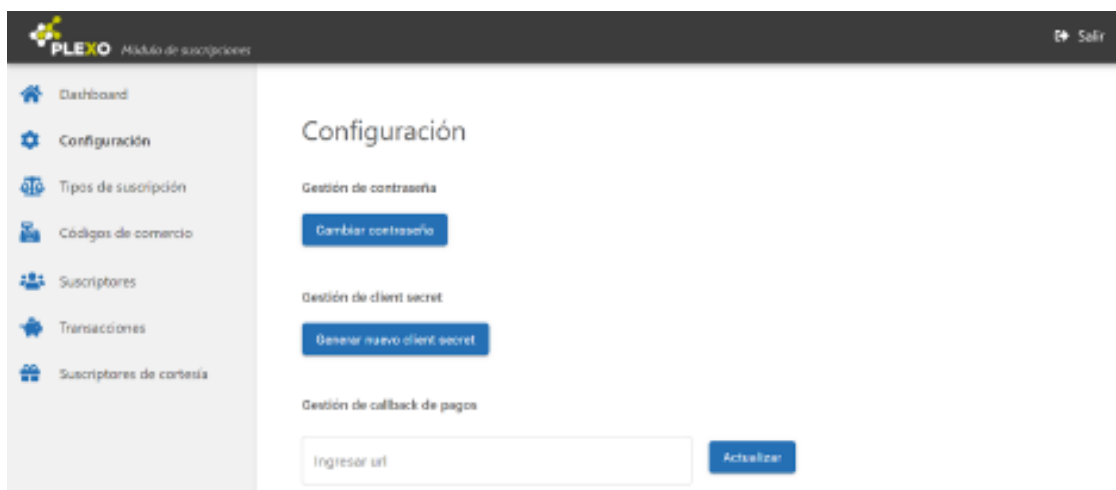 PLEXO Módulo de suscripciones
Salir
Dashboard
Configuración
Tipos de suscripción
Códigos de comercio
Suscriptores
Transacciones
Suscriptores de cortesía
Configuración
Gestión de contraseña
Cambiar contraseña
Gestión de client secret
Generar nuevo client secret
Gestión de callback de pagos
Ingresar url
Actualizar